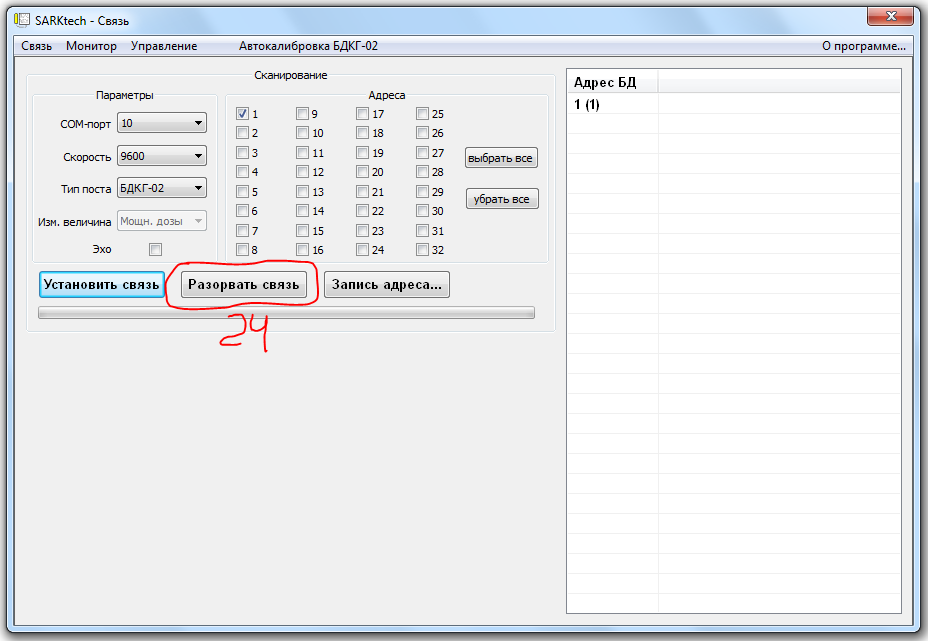 SARKtech - Связь
Связь Монитор Управление Автокалибровка БДКГ-02 О программе...
Сканирование
Параметры
COM-порт 10
Скорость 9600
Тип поста БДКГ-02
Изм. величина Мощн. дозы
Эхо
Адреса
1 9 17 25
2 10 18 26
3 11 19 27
4 12 20 28
5 13 21 29
6 14 22 30
7 15 23 31
8 16 24 32
выбрать все
убрать все
Установить связь Разорвать связь Запись адреса...
24
Адрес БД
1 (1)